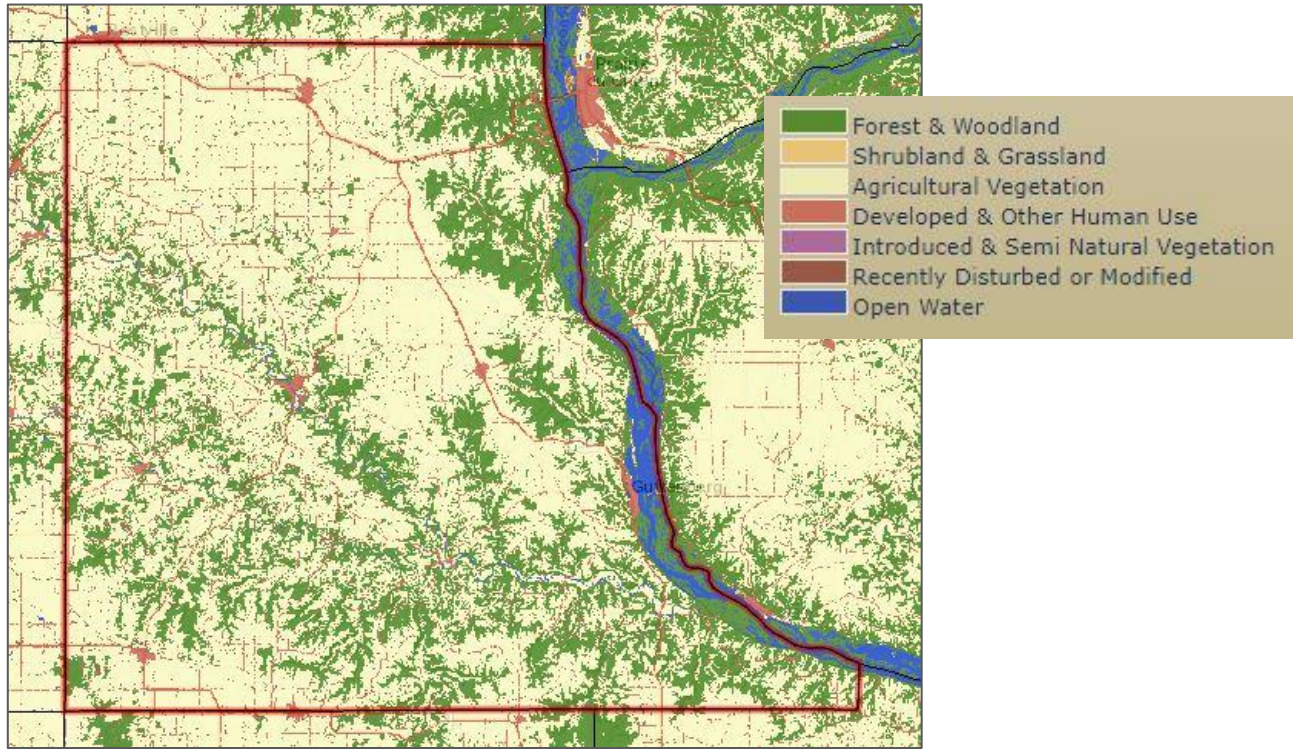 Guttenberg
Forest & Woodland
Shrubland & Grassland
Agricultural Vegetation
Developed & Other Human Use
Introduced & Semi Natural Vegetation
Recently Disturbed or Modified
Open Water